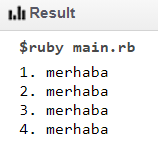 Result
$ruby main.rb
1. merhaba
2. merhaba
3. merhaba
4. merhaba